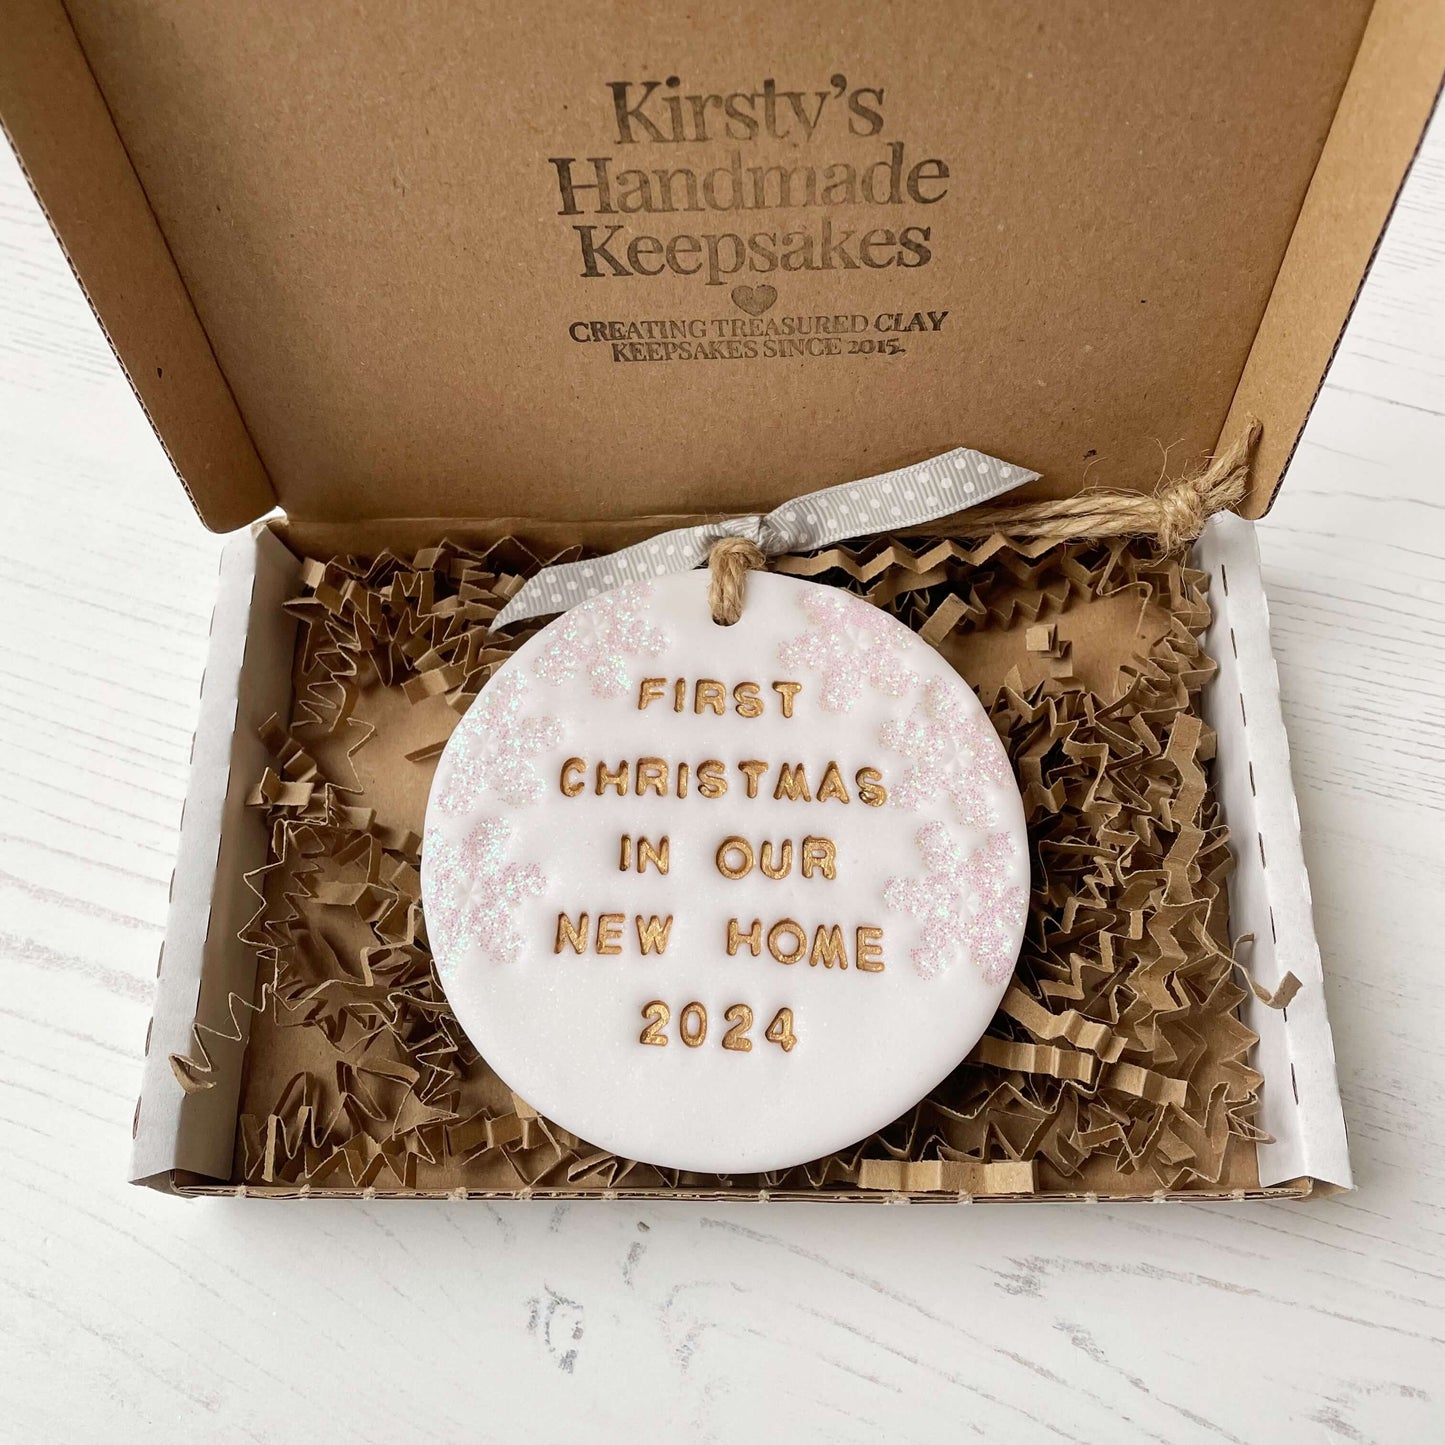 Kirsty's
Handmade
Keepsakes
CREATING TREASURED CLAY
KEEPSAKES SINCE 2015.
FIRST
CHRISTMAS
IN OUR
NEW HOME
2024